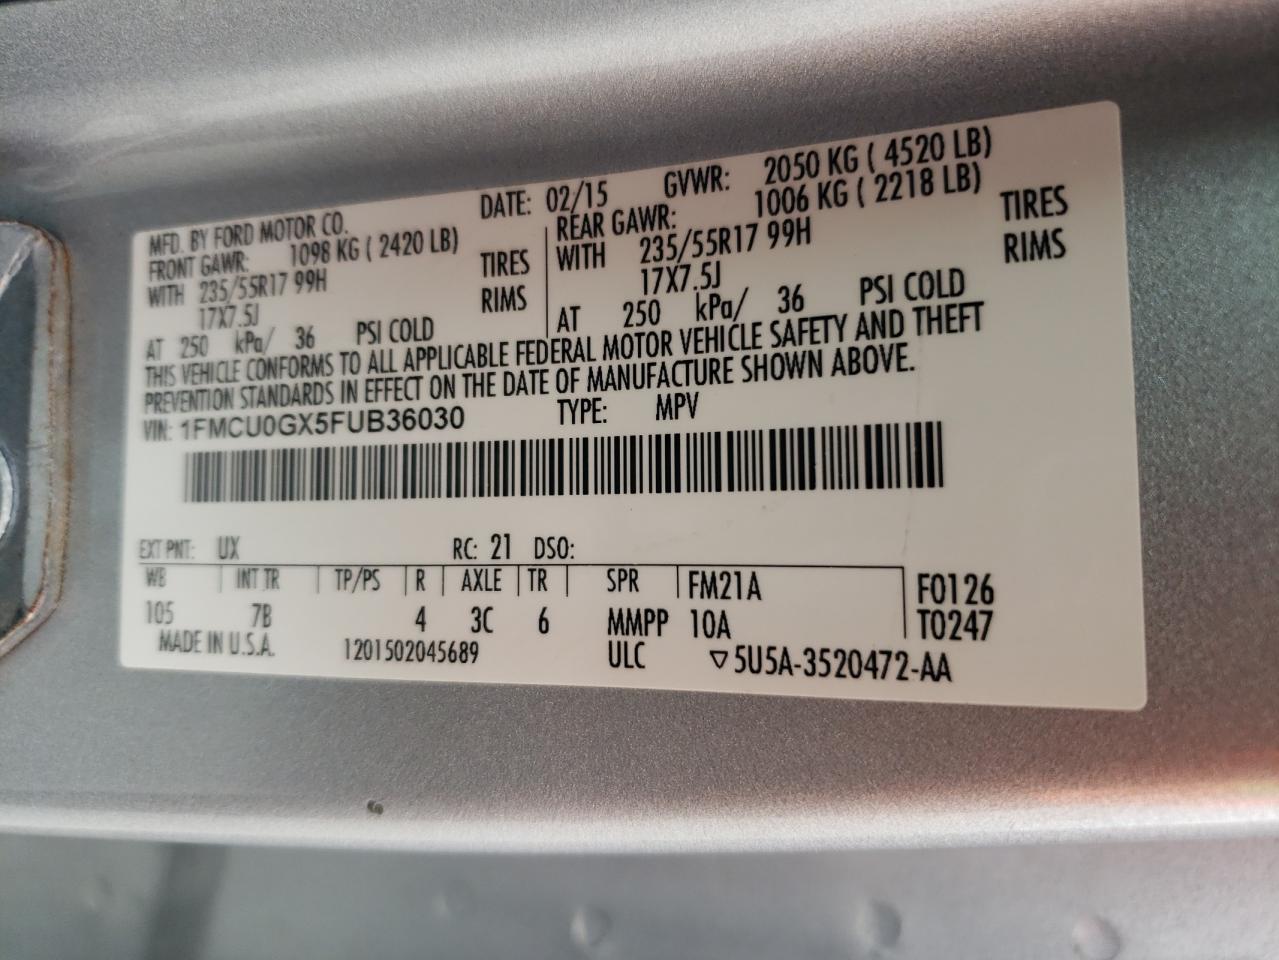 MFD. BY FORD MOTOR CO.
DATE: 02/15 GVWR: 2050 KG ( 4520 LB)
FRONT GAWR: 1098 KG ( 2420 LB) REAR GAWR: 1006 KG ( 2218 LB)
WITH 235/55R17 99H TIRES WITH 235/55R17 99H TIRES
17X7.5J RIMS 17X7.5J RIMS
AT 250 kPa/ 36 PSI COLD AT 250 kPa/ 36 PSI COLD
THIS VEHICLE CONFORMS TO ALL APPLICABLE FEDERAL MOTOR VEHICLE SAFETY AND THEFT
PREVENTION STANDARDS IN EFFECT ON THE DATE OF MANUFACTURE SHOWN ABOVE.
VIN: 1FMCU0GX5FUB36030 TYPE: MPV
EXT PNT: UX RC: 21 DSO:
WB INT TR TP/PS R AXLE TR SPR FM21A F0126
105 7B 4 3C 6 MMPP 10A T0247
MADE IN U.S.A. 1201502045689 ULC ▽5U5A-3520472-AA